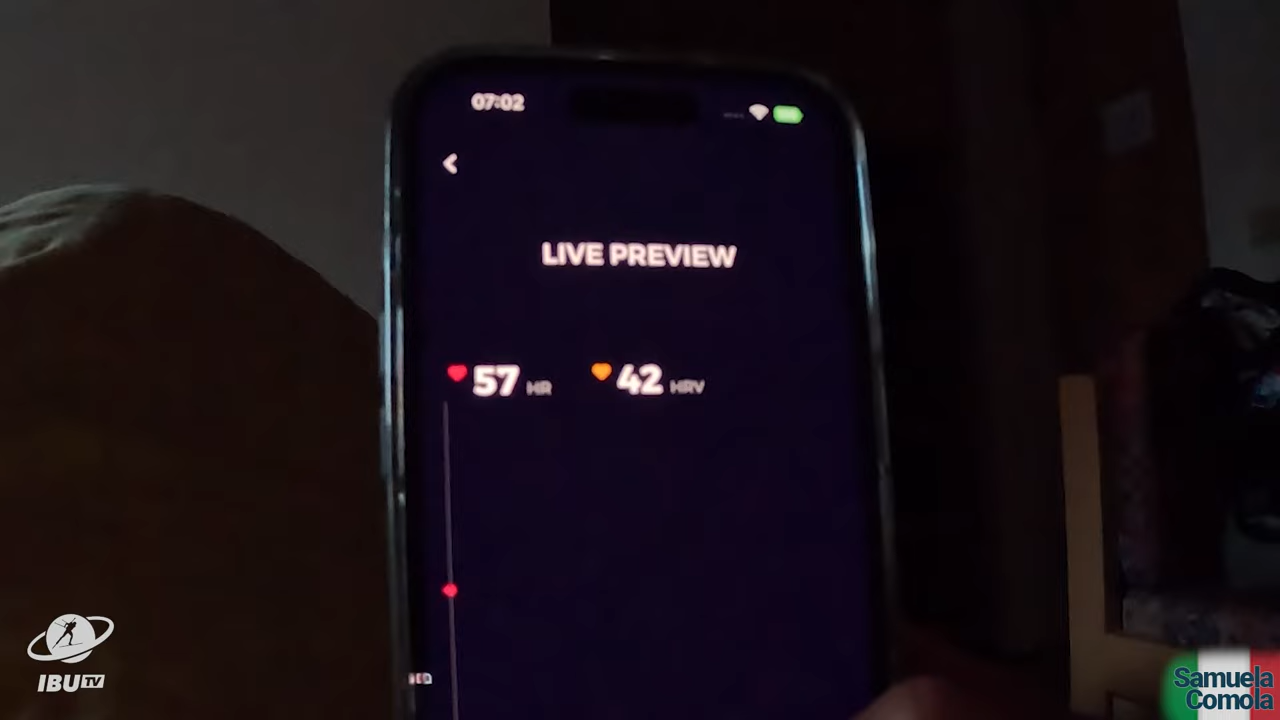 07:02
LIVE PREVIEW
57 HR
42 HRV
IBU TV
Samuela
Comola